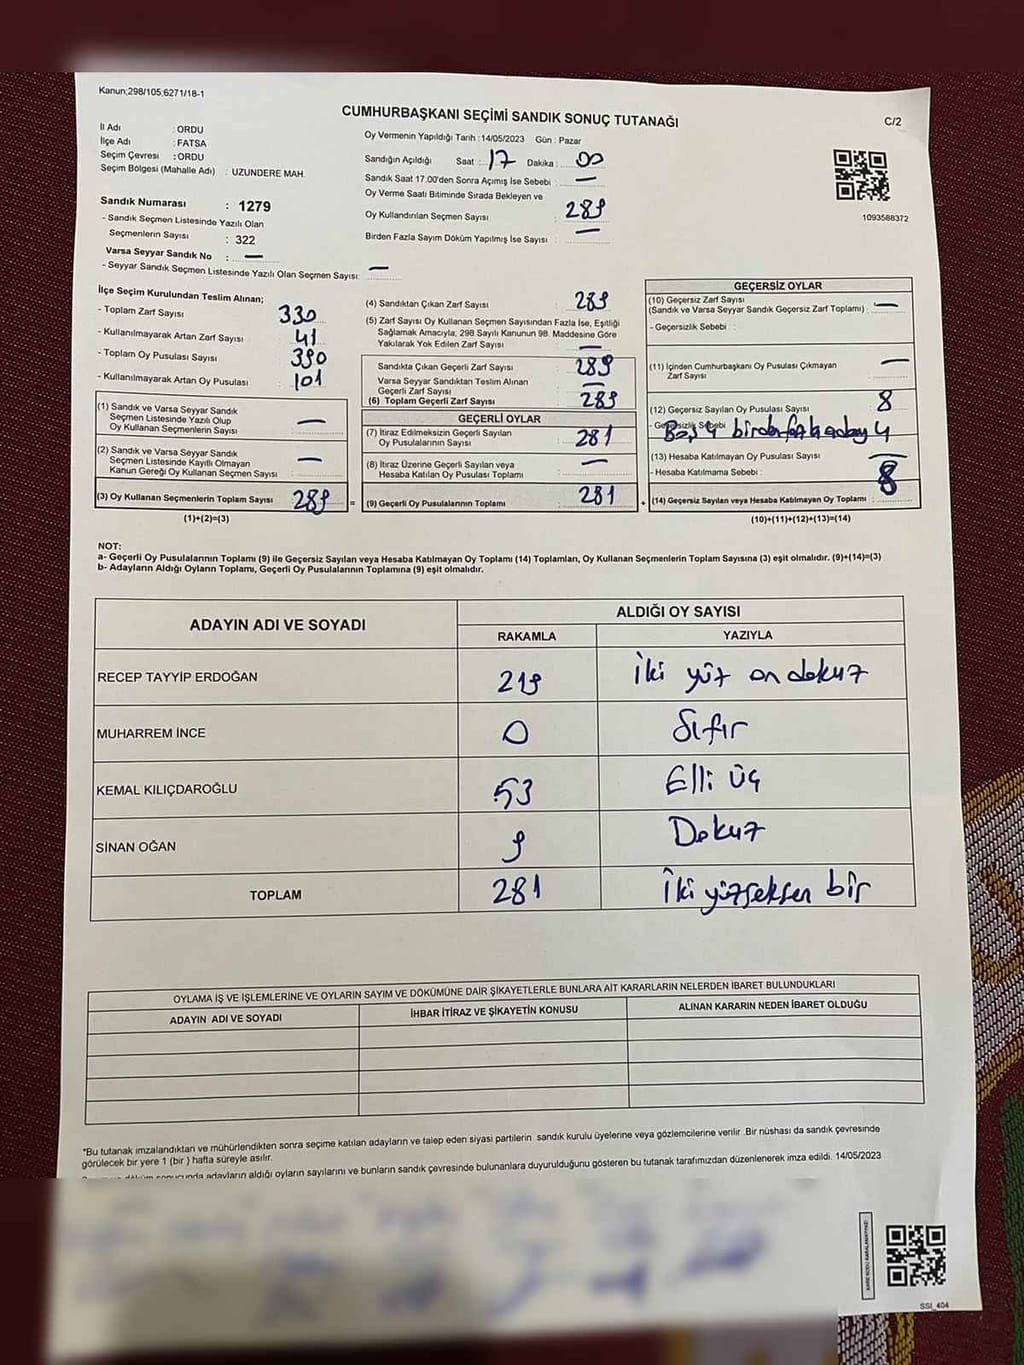 Kanun;298/105;6271/18-1
CUMHURBAŞKANI SEÇİMİ SANDIK SONUÇ TUTANAĞI
C/2
İl Adı : ORDU
İlçe Adı : FATSA
Seçim Çevresi : ORDU
Seçim Bölgesi (Mahalle Adı) : UZUNDERE MAH.
Sandık Numarası : 1279
- Sandık Seçmen Listesinde Yazılı Olan
Seçmenlerin Sayısı : 322
Varsa Seyyar Sandık No : —
- Seyyar Sandık Seçmen Listesinde Yazılı Olan Seçmen Sayısı: —
Oy Vermenin Yapıldığı Tarih :14/05/2023 Gün : Pazar
Sandığın Açıldığı Saat : 17 Dakika : 00
Sandık Saat 17.00'den Sonra Açımış İse Sebebi : —
Oy Verme Saati Bitiminde Sırada Bekleyen ve
Oy Kullandırılan Seçmen Sayısı 289
Birden Fazla Sayım Döküm Yapılmış İse Sayısı : —
1093588372
İlçe Seçim Kurulundan Teslim Alınan;
- Toplam Zarf Sayısı 330
- Kullanılmayarak Artan Zarf Sayısı 41
- Toplam Oy Pusulası Sayısı 390
- Kullanılmayarak Artan Oy Pusulası 101
(1) Sandık ve Varsa Seyyar Sandık
Seçmen Listesinde Yazılı Olup
Oy Kullanan Seçmenlerin Sayısı —
(2) Sandık ve Varsa Seyyar Sandık
Seçmen Listesinde Kayıtlı Olmayan
Kanun Gereği Oy Kullanan Seçmen Sayısı —
(3) Oy Kullanan Seçmenlerin Toplam Sayısı 289 =
(1)+(2)=(3)
(4) Sandıktan Çıkan Zarf Sayısı 289
(5) Zarf Sayısı Oy Kullanan Seçmen Sayısından Fazla İse, Eşitliği
Sağlamak Amacıyla, 298 Sayılı Kanunun 98. Maddesine Göre
Yakılarak Yok Edilen Zarf Sayısı —
Sandıkta Çıkan Geçerli Zarf Sayısı 289
Varsa Seyyar Sandıktan Teslim Alınan
Geçerli Zarf Sayısı —
(6) Toplam Geçerli Zarf Sayısı 289
GEÇERLİ OYLAR
(7) İtiraz Edilmeksizin Geçerli Sayılan
Oy Pusulasının Sayısı 281
(8) İtiraz Üzerine Geçerli Sayılan veya
Hesaba Katılan Oy Pusulası Toplamı —
(9) Geçerli Oy Pusulalarının Toplamı 281 +
GEÇERSİZ OYLAR
(10) Geçersiz Zarf Sayısı
(Sandık ve Varsa Seyyar Sandık Geçersiz Zarf Toplamı) : —
- Geçersizlik Sebebi :
(11) İçinden Cumhurbaşkanı Oy Pusulası Çıkmayan
Zarf Sayısı —
(12) Geçersiz Sayılan Oy Pusulası Sayısı 8
- Geçersizlik Sebebi Boş 4 birden fazla aday 4
(13) Hesaba Katılmayan Oy Pusulası Sayısı —
- Hesaba Katılmama Sebebi :
(14) Geçersiz Sayılan veya Hesaba Katılmayan Oy Toplamı : 8
(10)+(11)+(12)+(13)=(14)
NOT:
a- Geçerli Oy Pusulalarının Toplamı (9) ile Geçersiz Sayılan veya Hesaba Katılmayan Oy Toplamı (14) Toplamları, Oy Kullanan Seçmenlerin Toplam Sayısına (3) eşit olmalıdır. (9)+(14)=(3)
b- Adayların Aldığı Oyların Toplamı, Geçerli Oy Pusulalarının Toplamına (9) eşit olmalıdır.
ADAYIN ADI VE SOYADI
ALDIĞI OY SAYISI
RAKAMLA YAZIYLA
RECEP TAYYİP ERDOĞAN 219 İki yüz on dokuz
MUHARREM İNCE 0 Sıfır
KEMAL KILIÇDAROĞLU 53 Elli üç
SİNAN OĞAN 9 Dokuz
TOPLAM 281 İki yüzseksen bir
OYLAMA İŞ VE İŞLEMLERİNE VE OYLARIN SAYIM VE DÖKÜMÜNE DAİR ŞİKAYETLERLE BUNLARA AİT KARARLARIN NELERDEN İBARET BULUNDUKLARI
ADAYIN ADI VE SOYADI İHBAR İTİRAZ VE ŞİKAYETİN KONUSU ALINAN KARARIN NEDEN İBARET OLDUĞU
*Bu tutanak imzalandıktan ve mühürlendikten sonra seçime katılan adayların ve talep eden siyasi partilerin sandık kurulu üyelerine veya gözlemcilerine verilir .Bir nüshası da sandık çevresinde
görülecek bir yere 1 (bir ) hafta süreyle asılır.
adayların aldığı oyların sayılarını ve bunların sandık çevresinde bulunanlara duyurulduğunu gösteren bu tutanak tarafımızdan düzenlenerek imza edildi. 14/05/2023
KARE KODU KARALAMAYINIZ!
SSI_404